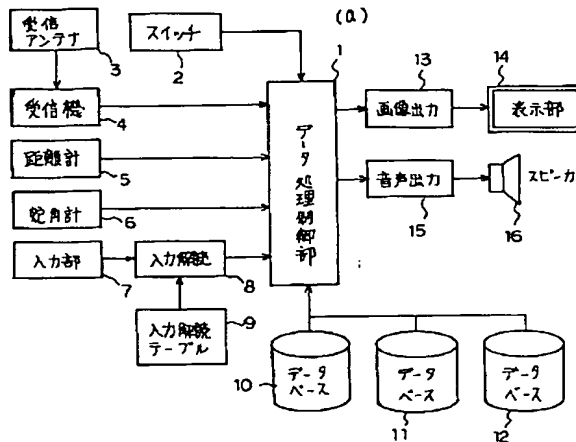 (a)
受信
アンテナ
3
スイッチ
2
1
13
14
受信機
4
画像出力
表示部
距離計
5
データ処理制御部
音声出力
15
スピーカ
16
舵角計
6
入力部
7
入力解読
8
入力解読
テーブル
9
データ
ベース
10
データ
ベース
11
データ
ベース
12